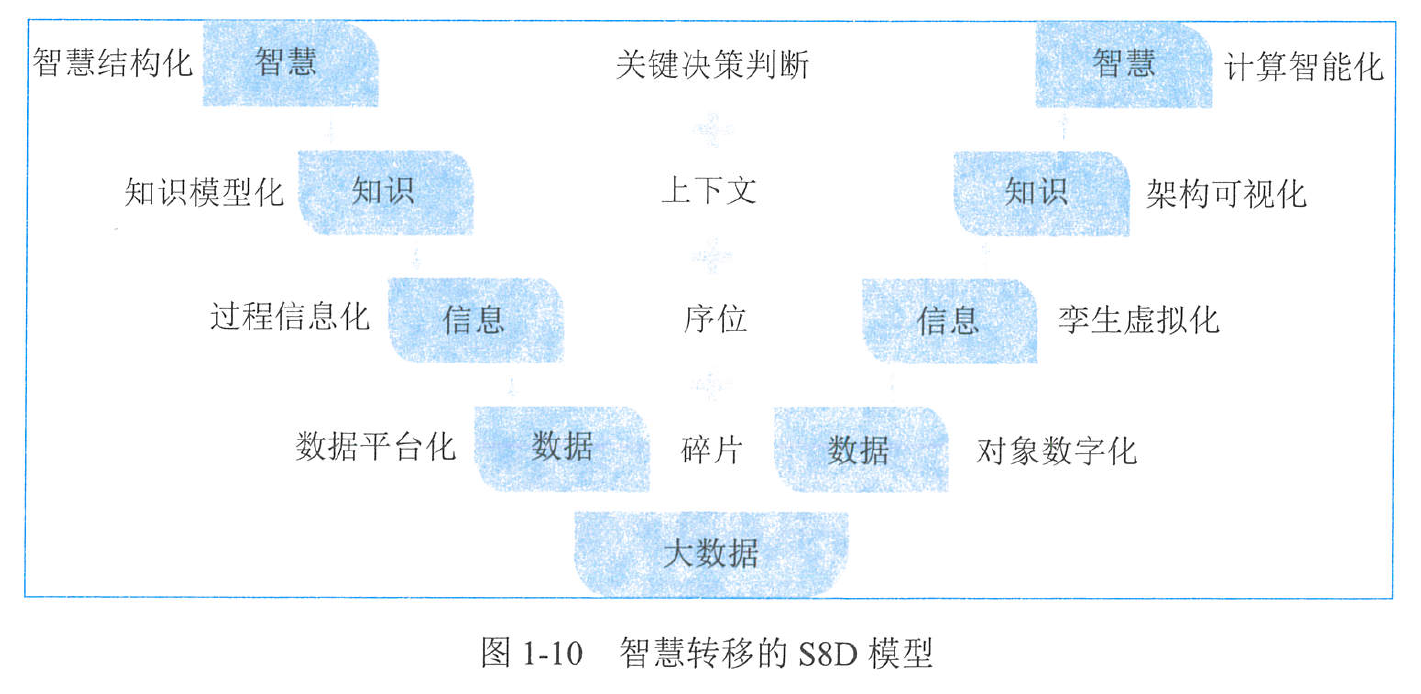 智慧结构化 智慧 关键决策判断 智慧 计算智能化
知识模型化 知识 上下文 知识 架构可视化
过程信息化 信息 序位 信息 孪生虚拟化
数据平台化 数据 碎片 数据 对象数字化
大数据
图 1-10 智慧转移的 S8D 模型